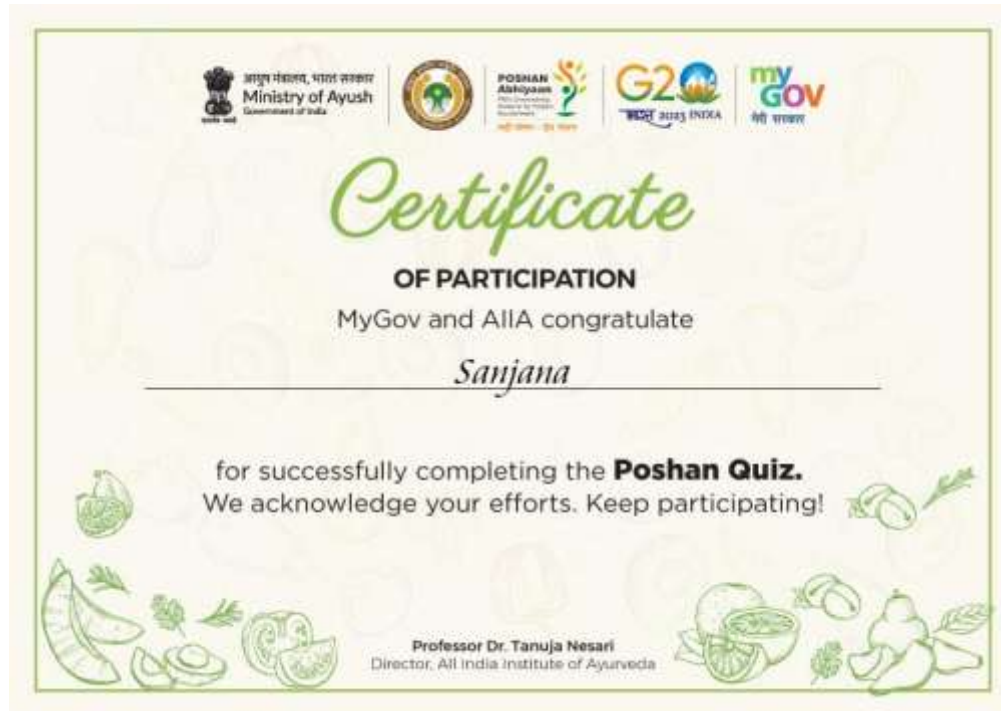 आयुष मंत्रालय, भारत सरकार
Ministry of Ayush
Government of India
POSHAN
Abhiyaan
G20
भारत 2023 INDIA
my
GOV
मेरी सरकार
Certificate
OF PARTICIPATION
MyGov and AIIA congratulate
Sanjana
for successfully completing the Poshan Quiz.
We acknowledge your efforts. Keep participating!
Professor Dr. Tanuja Nesari
Director, All India Institute of Ayurveda